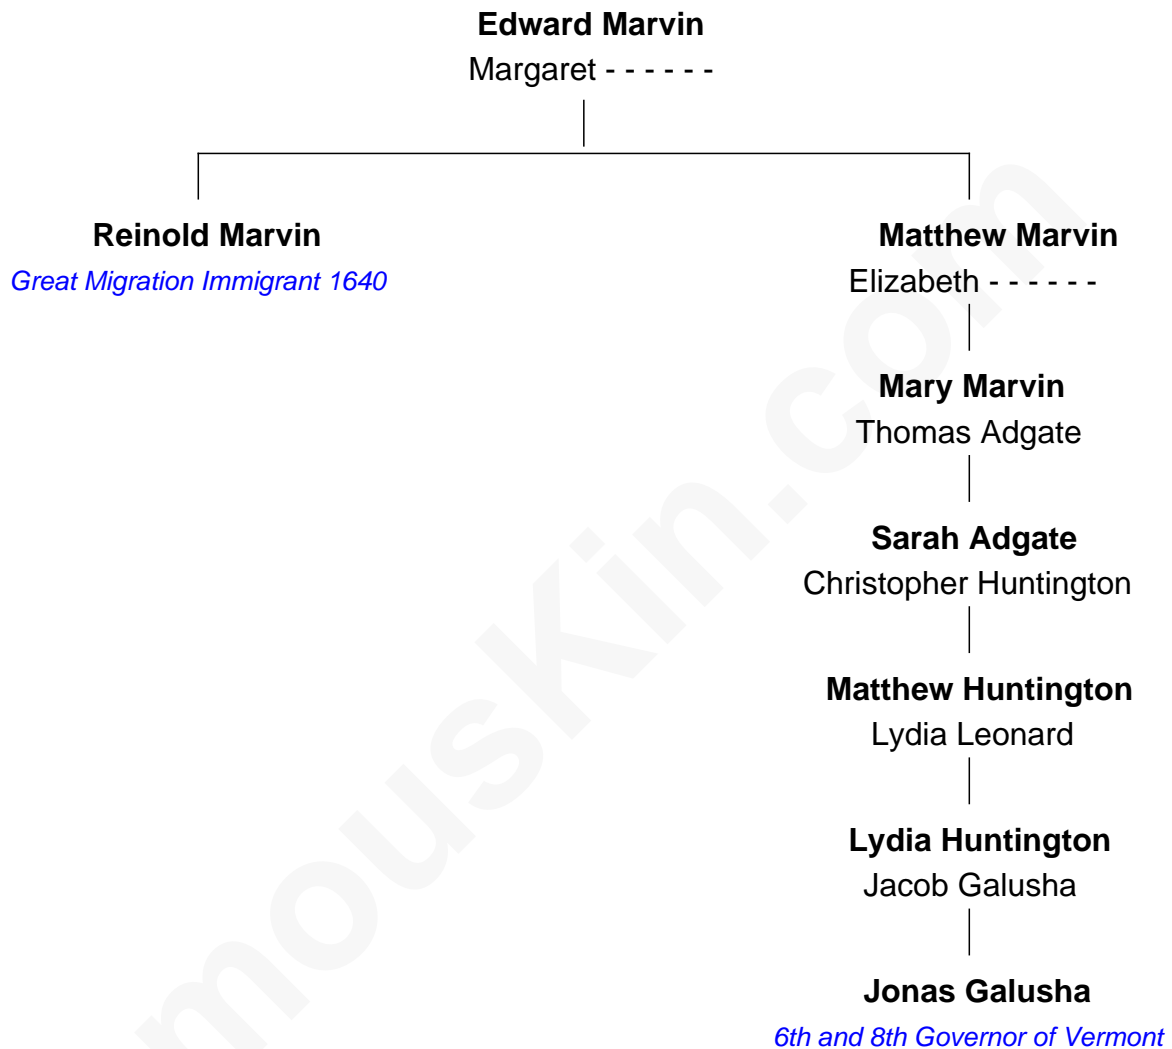 Edward Marvin
Margaret - - - - - -
Reinold Marvin
Great Migration Immigrant 1640
Matthew Marvin
Elizabeth - - - - - -
Mary Marvin
Thomas Adgate
Sarah Adgate
Christopher Huntington
Matthew Huntington
Lydia Leonard
Lydia Huntington
Jacob Galusha
Jonas Galusha
6th and 8th Governor of Vermont
mouskin.com